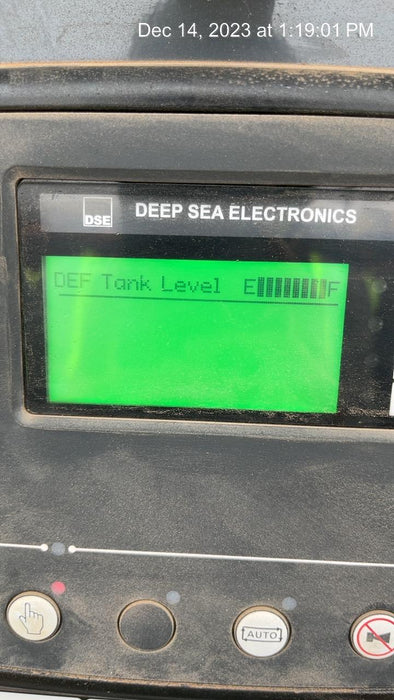 Dec 14, 2023 at 1:19:01 PM
DSE
DEEP SEA ELECTRONICS
DEF Tank Level E F
AUTO